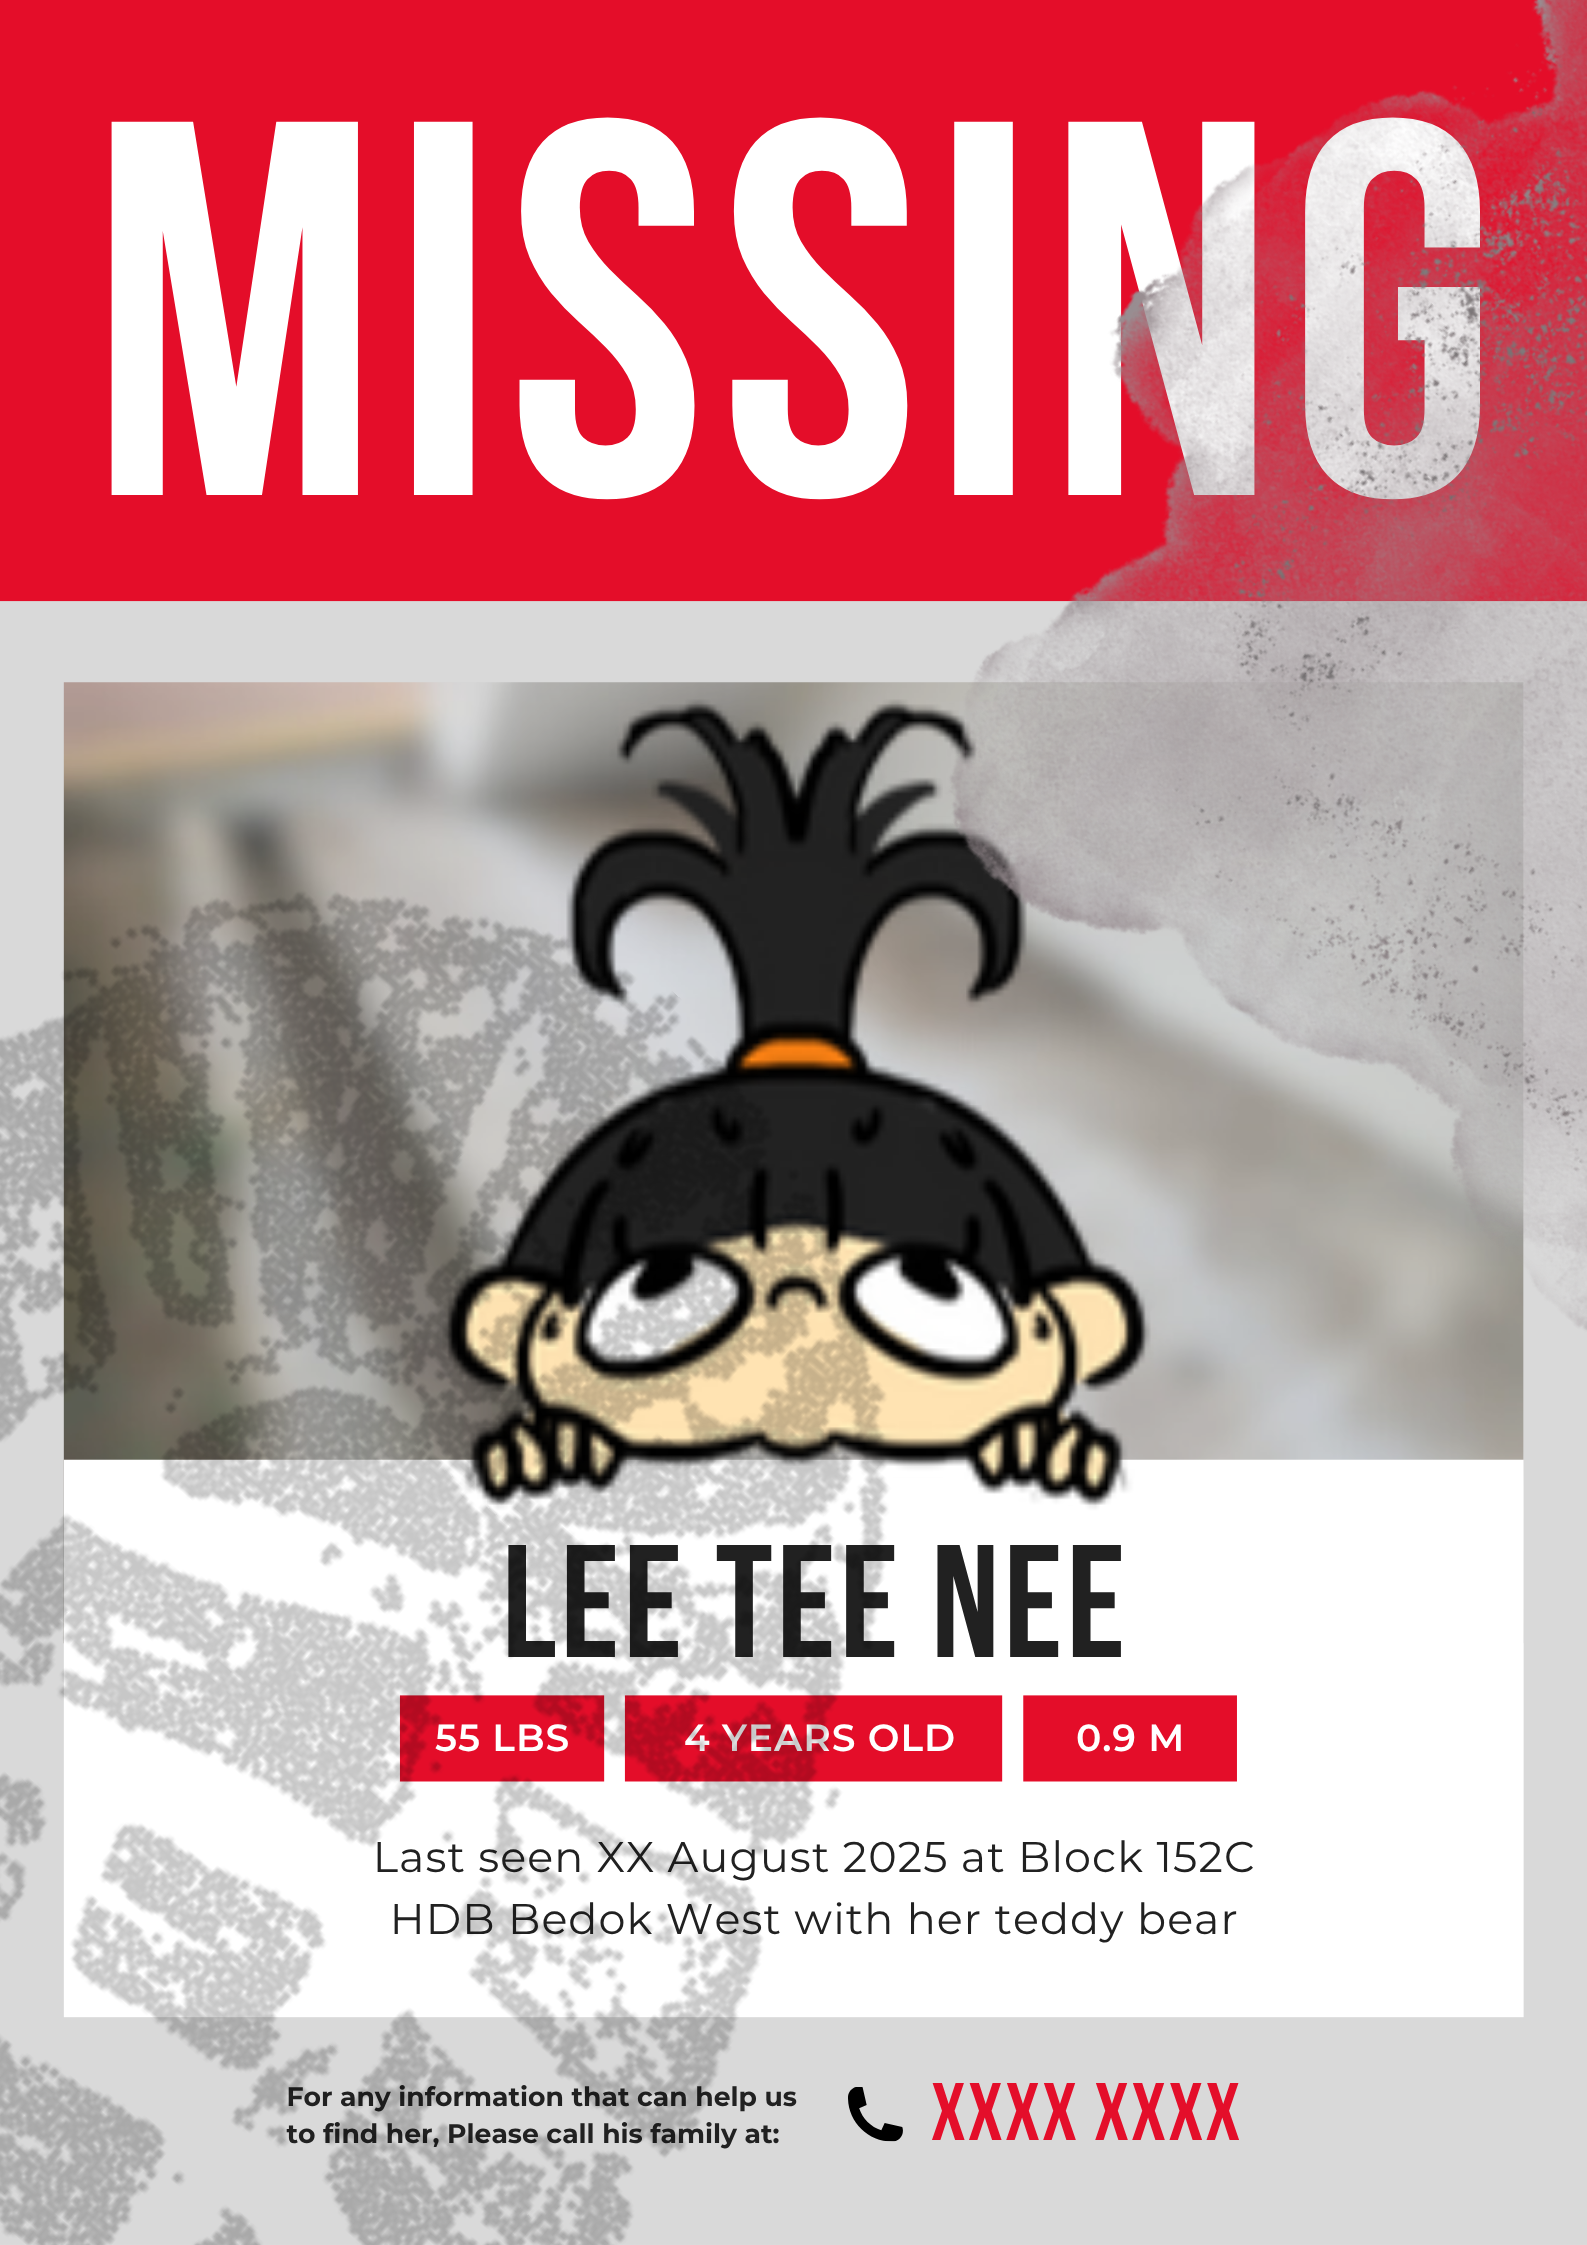 MISSING
LEE TEE NEE
55 LBS
4 YEARS OLD
0.9 M
Last seen XX August 2025 at Block 152C
HDB Bedok West with her teddy bear
For any information that can help us
to find her, Please call his family at:
XXXX XXXX